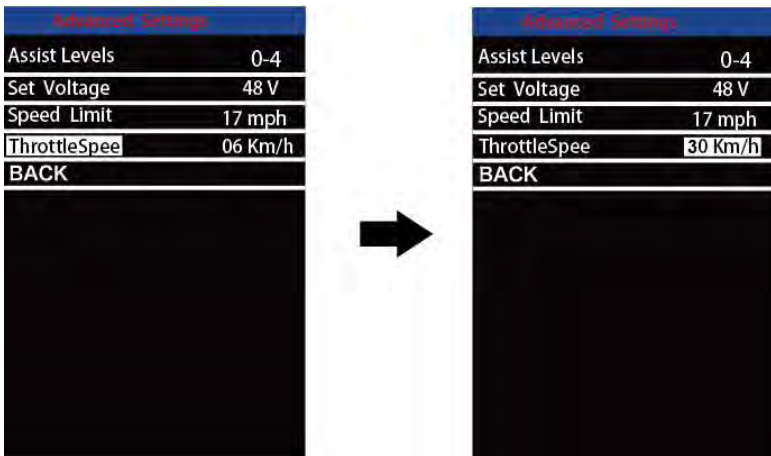 Advanced Settings
Assist Levels 0-4
Set Voltage 48 V
Speed Limit 17 mph
ThrottleSpee 06 Km/h
BACK
Advanced Settings
Assist Levels 0-4
Set Voltage 48 V
Speed Limit 17 mph
ThrottleSpee 30 Km/h
BACK